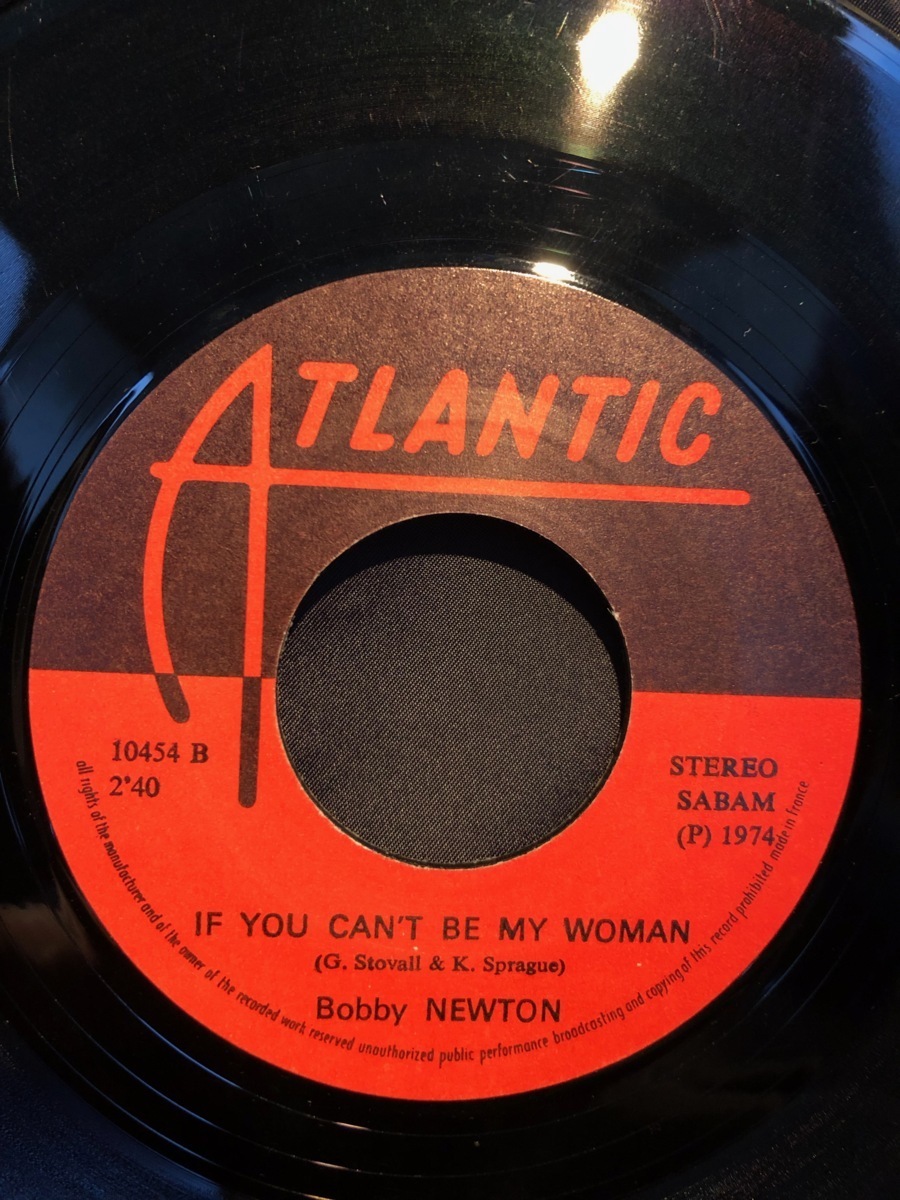 ATLANTIC
10454 B
2'40
STEREO
SABAM
(P) 1974
IF YOU CAN'T BE MY WOMAN
(G. Stovall & K. Sprague)
Bobby NEWTON
all rights of the manufacturer and of the owner of the recorded work reserved unauthorized public performance broadcasting and copying of this record prohibited made in france